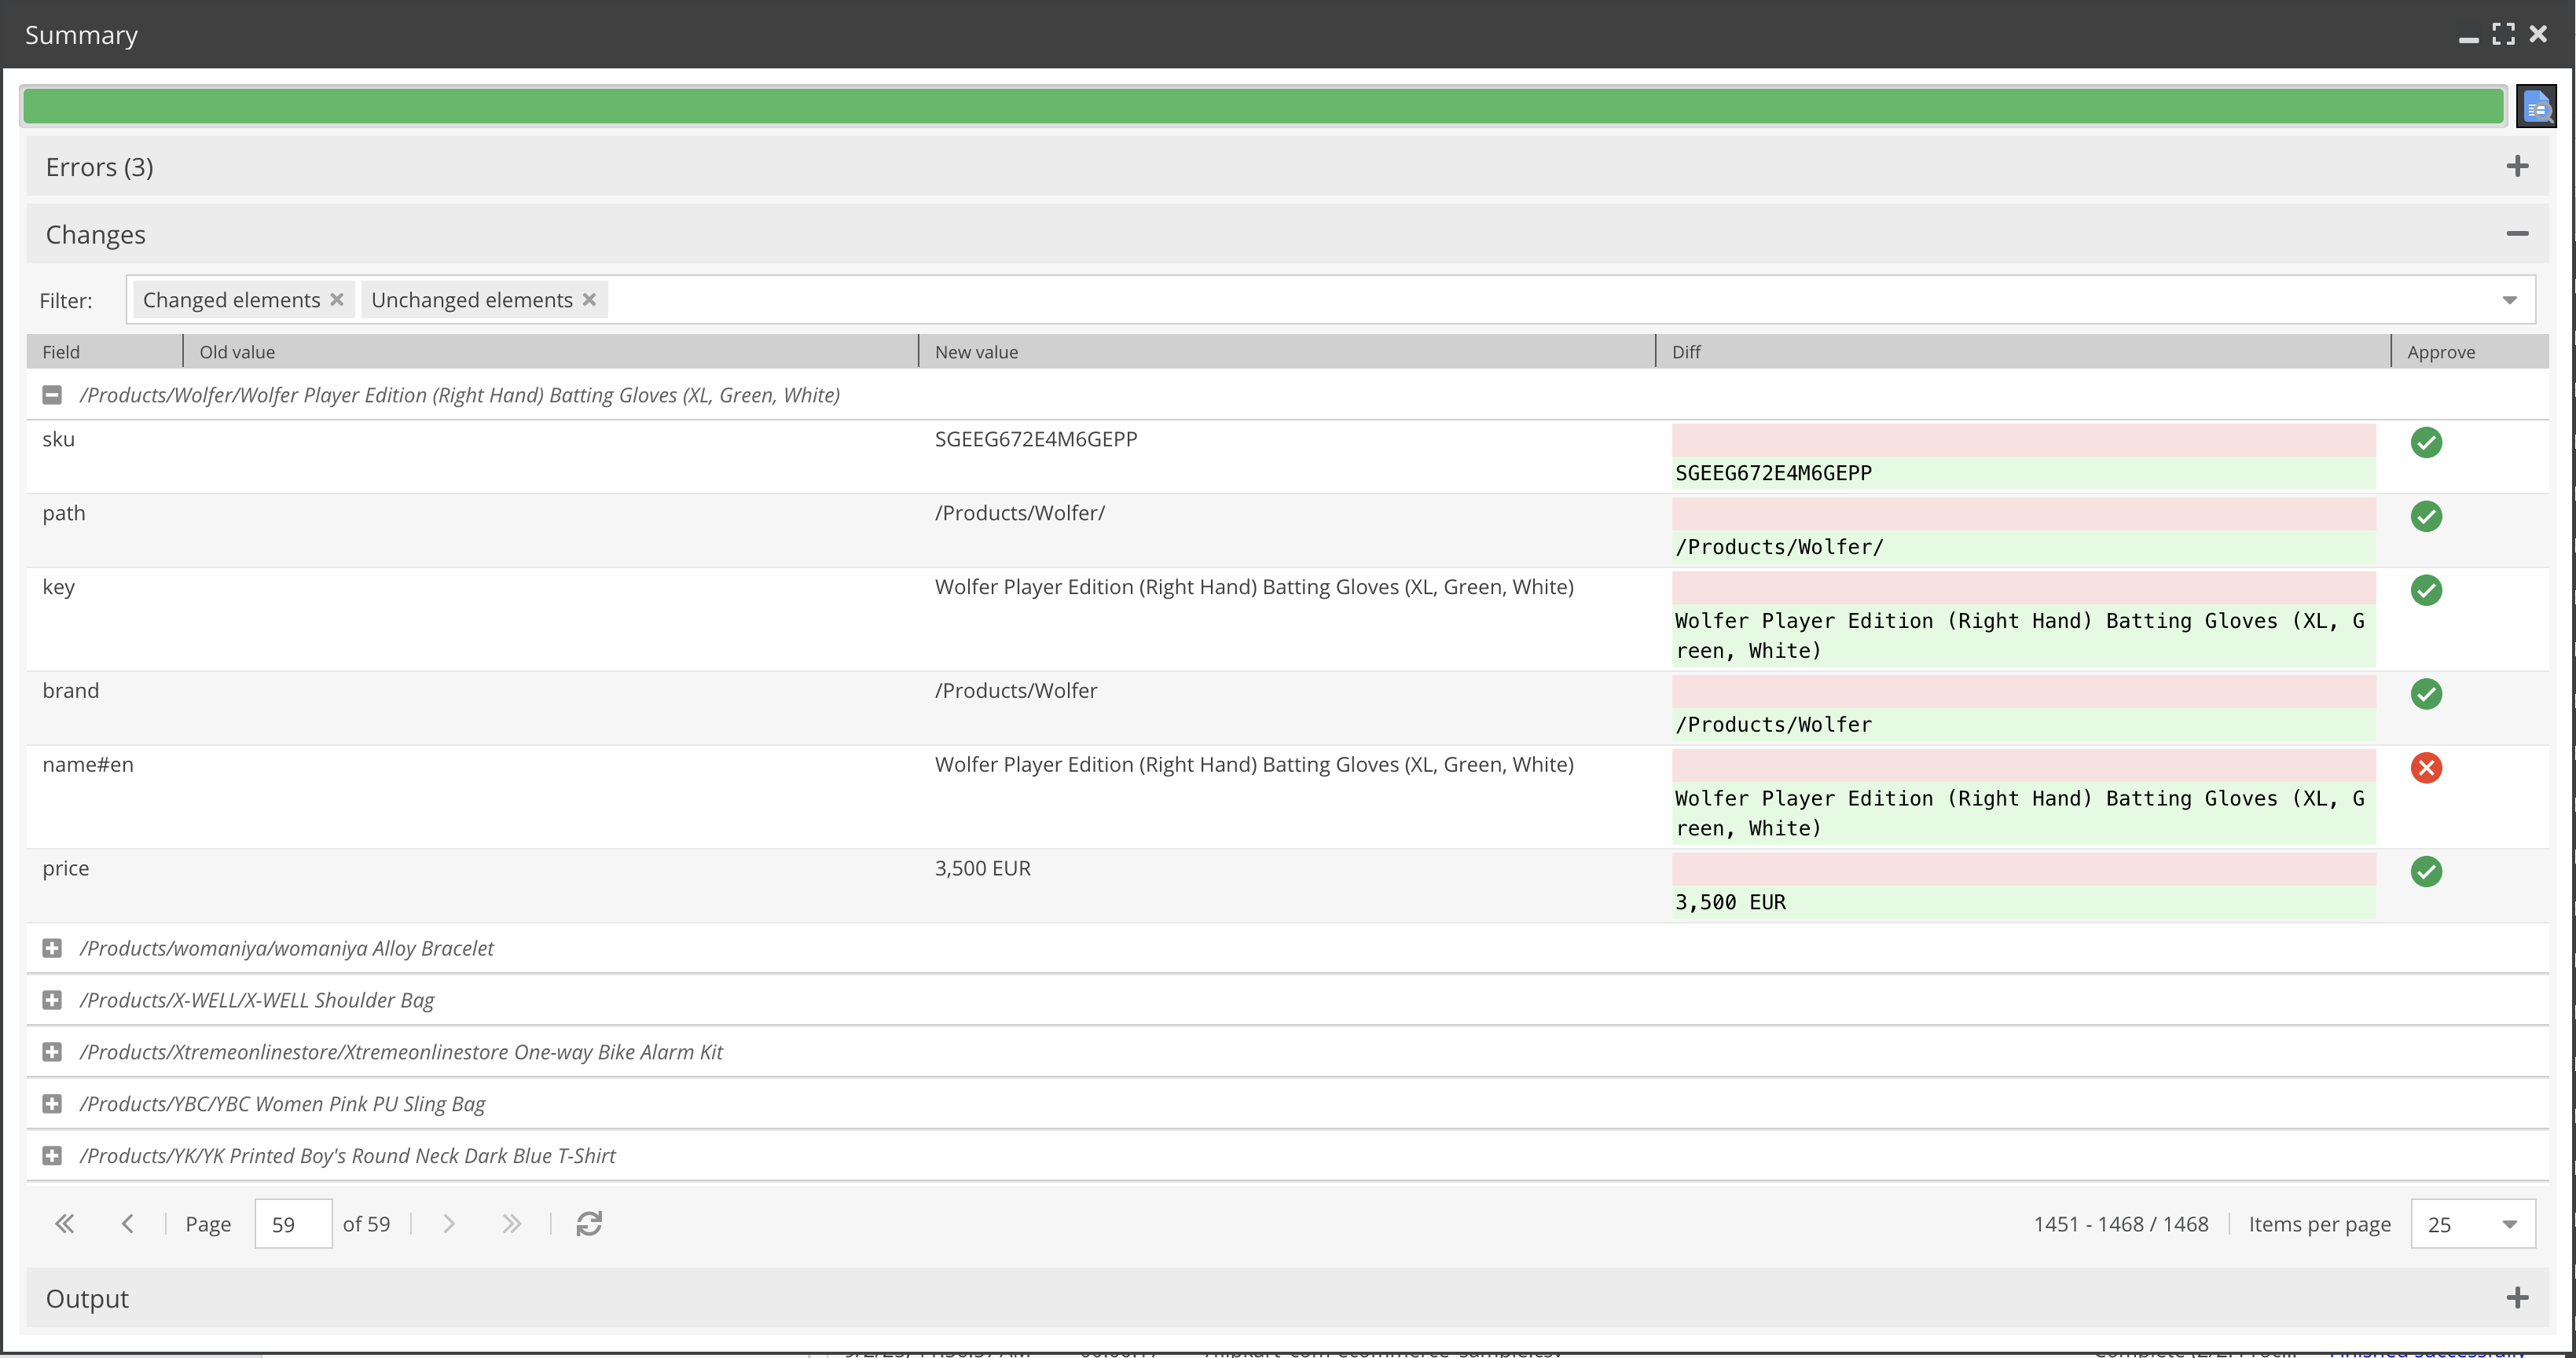 Summary
Errors (3)
Changes
Filter: Changed elements Unchanged elements
Field Old value New value Diff Approve
/Products/Wolfer/Wolfer Player Edition (Right Hand) Batting Gloves (XL, Green, White)
sku SGEEG672E4M6GEPP
SGEEG672E4M6GEPP
path /Products/Wolfer/
/Products/Wolfer/
key Wolfer Player Edition (Right Hand) Batting Gloves (XL, Green, White)
Wolfer Player Edition (Right Hand) Batting Gloves (XL, G
reen, White)
brand /Products/Wolfer
/Products/Wolfer
name#en Wolfer Player Edition (Right Hand) Batting Gloves (XL, Green, White)
Wolfer Player Edition (Right Hand) Batting Gloves (XL, G
reen, White)
price 3,500 EUR
3,500 EUR
/Products/womaniya/womaniya Alloy Bracelet
/Products/X-WELL/X-WELL Shoulder Bag
/Products/Xtremeonlinestore/Xtremeonlinestore One-way Bike Alarm Kit
/Products/YBC/YBC Women Pink PU Sling Bag
/Products/YK/YK Printed Boy's Round Neck Dark Blue T-Shirt
Page 59 of 59 1451 - 1468 / 1468 Items per page 25
Output